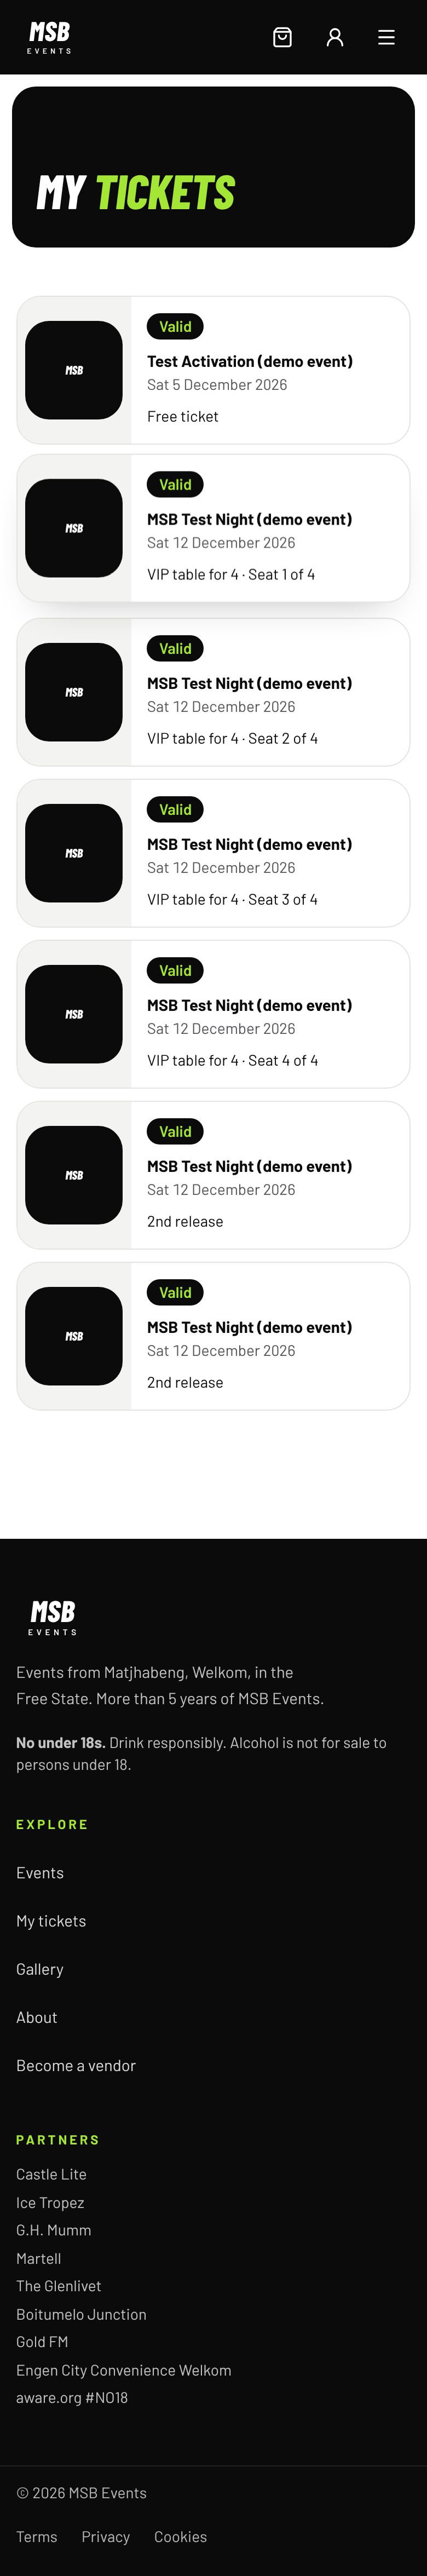 MSB
EVENTS
MY TICKETS
MSB
Valid
Test Activation (demo event)
Sat 5 December 2026
Free ticket
MSB
Valid
MSB Test Night (demo event)
Sat 12 December 2026
VIP table for 4 · Seat 1 of 4
MSB
Valid
MSB Test Night (demo event)
Sat 12 December 2026
VIP table for 4 · Seat 2 of 4
MSB
Valid
MSB Test Night (demo event)
Sat 12 December 2026
VIP table for 4 · Seat 3 of 4
MSB
Valid
MSB Test Night (demo event)
Sat 12 December 2026
VIP table for 4 · Seat 4 of 4
MSB
Valid
MSB Test Night (demo event)
Sat 12 December 2026
2nd release
MSB
Valid
MSB Test Night (demo event)
Sat 12 December 2026
2nd release
MSB
EVENTS
Events from Matjhabeng, Welkom, in the
Free State. More than 5 years of MSB Events.
No under 18s. Drink responsibly. Alcohol is not for sale to
persons under 18.
EXPLORE
Events
My tickets
Gallery
About
Become a vendor
PARTNERS
Castle Lite
Ice Tropez
G.H. Mumm
Martell
The Glenlivet
Boitumelo Junction
Gold FM
Engen City Convenience Welkom
aware.org #NO18
© 2026 MSB Events
Terms Privacy Cookies